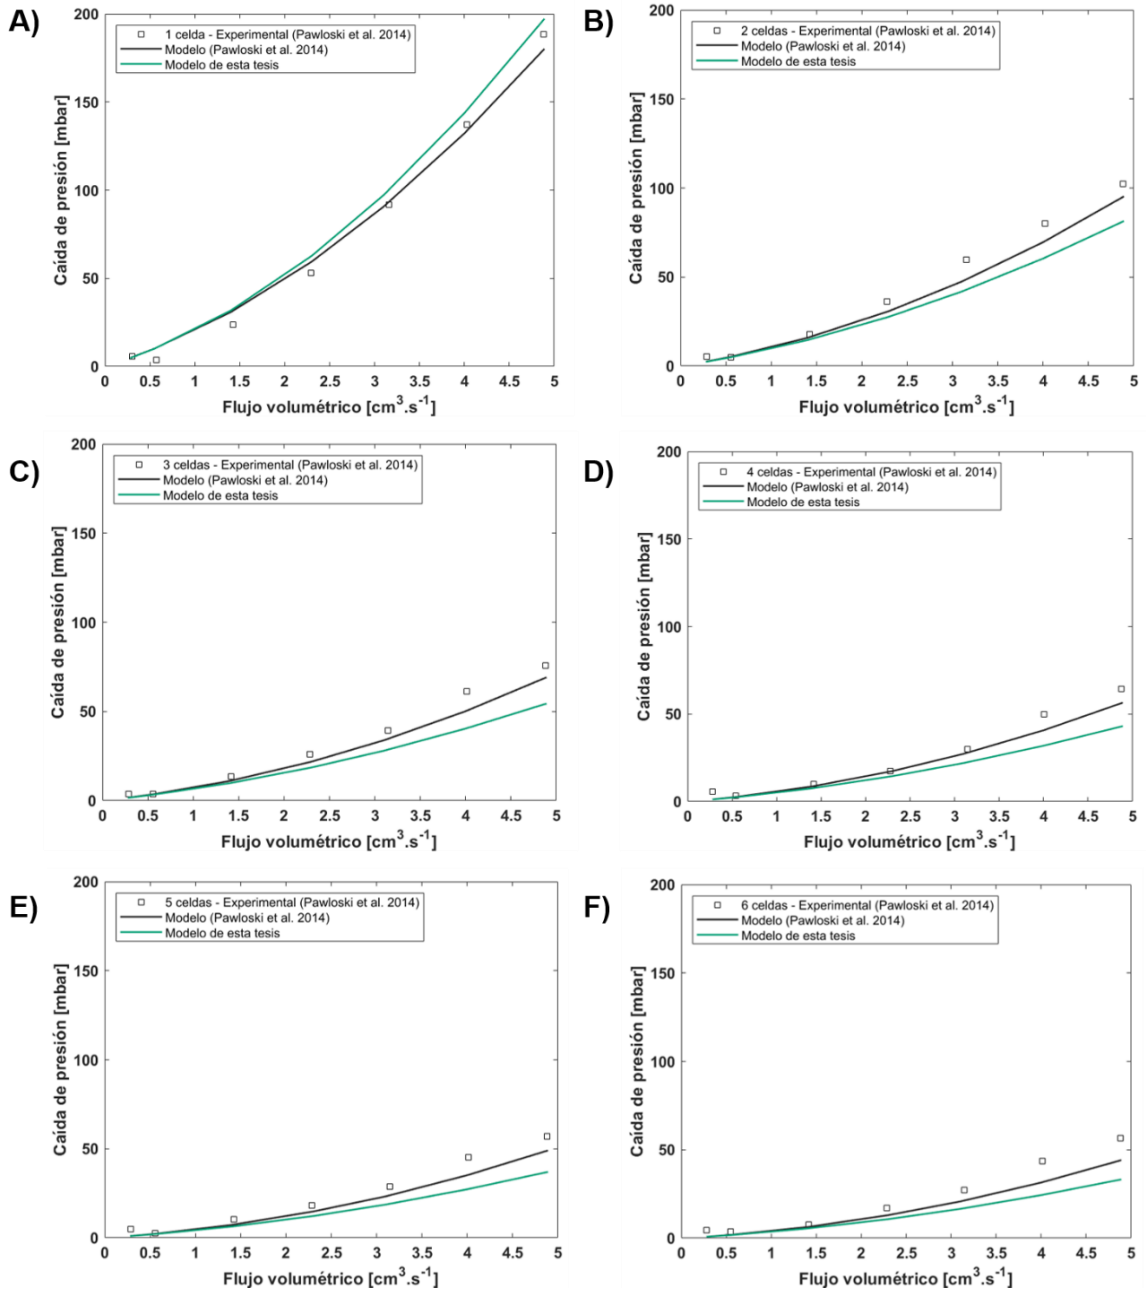 A)
200
150
100
50
0
Caída de presión [mbar]
1 celda - Experimental (Pawloski et al. 2014)
Modelo (Pawloski et al. 2014)
Modelo de esta tesis
0 0.5 1 1.5 2 2.5 3 3.5 4 4.5 5
Flujo volumétrico [cm³.s⁻¹]
B)
200
150
100
50
0
Caída de presión [mbar]
2 celdas - Experimental (Pawloski et al. 2014)
Modelo (Pawloski et al. 2014)
Modelo de esta tesis
0 0.5 1 1.5 2 2.5 3 3.5 4 4.5 5
Flujo volumétrico [cm³.s⁻¹]
C)
200
150
100
50
0
Caída de presión [mbar]
3 celdas - Experimental (Pawloski et al. 2014)
Modelo (Pawloski et al. 2014)
Modelo de esta tesis
0 0.5 1 1.5 2 2.5 3 3.5 4 4.5 5
Flujo volumétrico [cm³.s⁻¹]
D)
200
150
100
50
0
Caída de presión [mbar]
4 celdas - Experimental (Pawloski et al. 2014)
Modelo (Pawloski et al. 2014)
Modelo de esta tesis
0 0.5 1 1.5 2 2.5 3 3.5 4 4.5 5
Flujo volumétrico [cm³.s⁻¹]
E)
200
150
100
50
0
Caída de presión [mbar]
5 celdas - Experimental (Pawloski et al. 2014)
Modelo (Pawloski et al. 2014)
Modelo de esta tesis
0 0.5 1 1.5 2 2.5 3 3.5 4 4.5 5
Flujo volumétrico [cm³.s⁻¹]
F)
200
150
100
50
0
Caída de presión [mbar]
6 celdas - Experimental (Pawloski et al. 2014)
Modelo (Pawloski et al. 2014)
Modelo de esta tesis
0 0.5 1 1.5 2 2.5 3 3.5 4 4.5 5
Flujo volumétrico [cm³.s⁻¹]